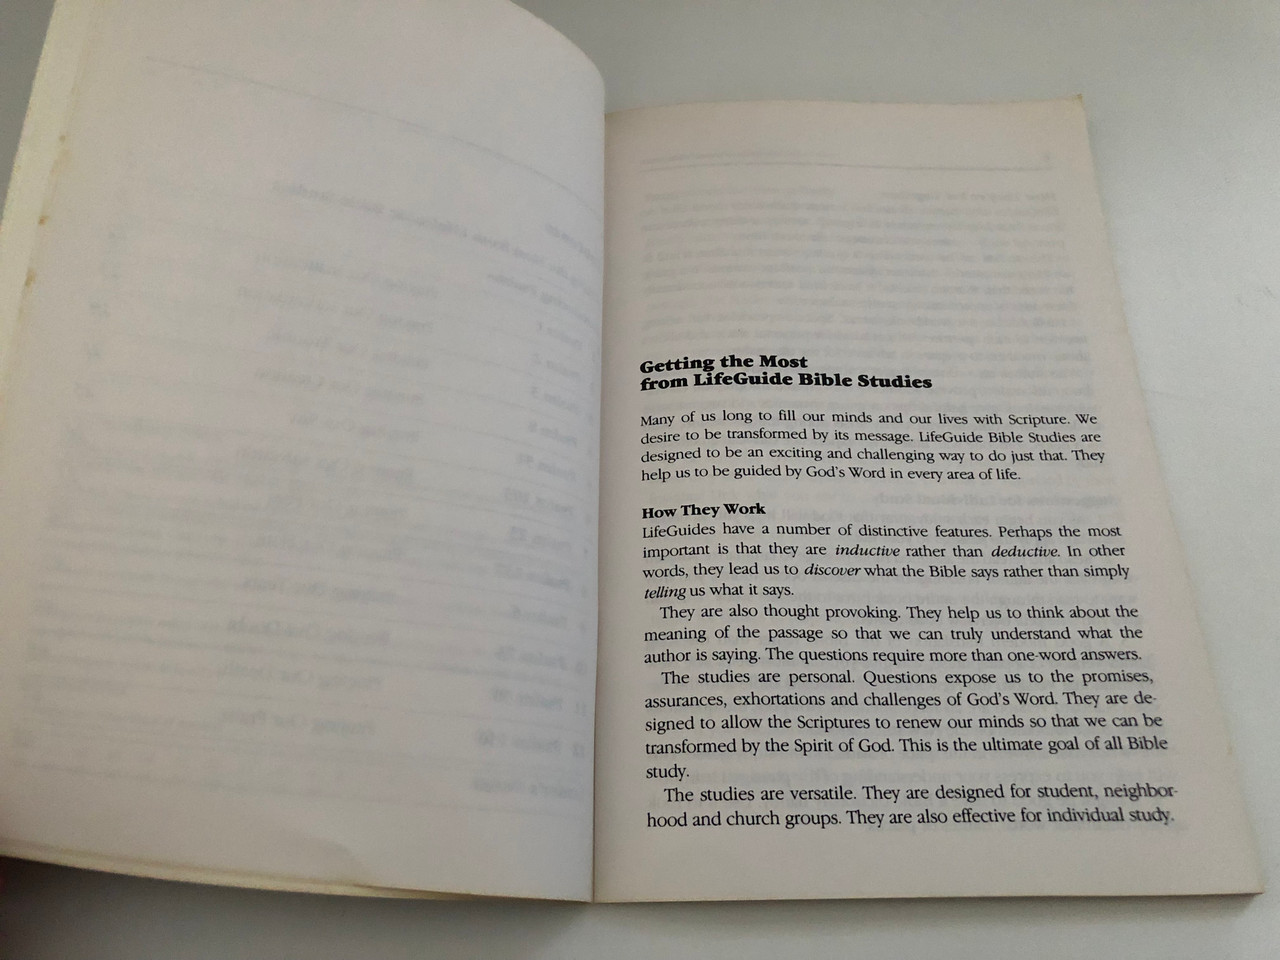 Getting the Most
from LifeGuide Bible Studies
Many of us long to fill our minds and our lives with Scripture. We
desire to be transformed by its message. LifeGuide Bible Studies are
designed to be an exciting and challenging way to do just that. They
help us to be guided by God's Word in every area of life.
How They Work
LifeGuides have a number of distinctive features. Perhaps the most
important is that they are inductive rather than deductive. In other
words, they lead us to discover what the Bible says rather than simply
telling us what it says.
They are also thought provoking. They help us to think about the
meaning of the passage so that we can truly understand what the
author is saying. The questions require more than one-word answers.
The studies are personal. Questions expose us to the promises,
assurances, exhortations and challenges of God's Word. They are de-
signed to allow the Scriptures to renew our minds so that we can be
transformed by the Spirit of God. This is the ultimate goal of all Bible
study.
The studies are versatile. They are designed for student, neighbor-
hood and church groups. They are also effective for individual study.